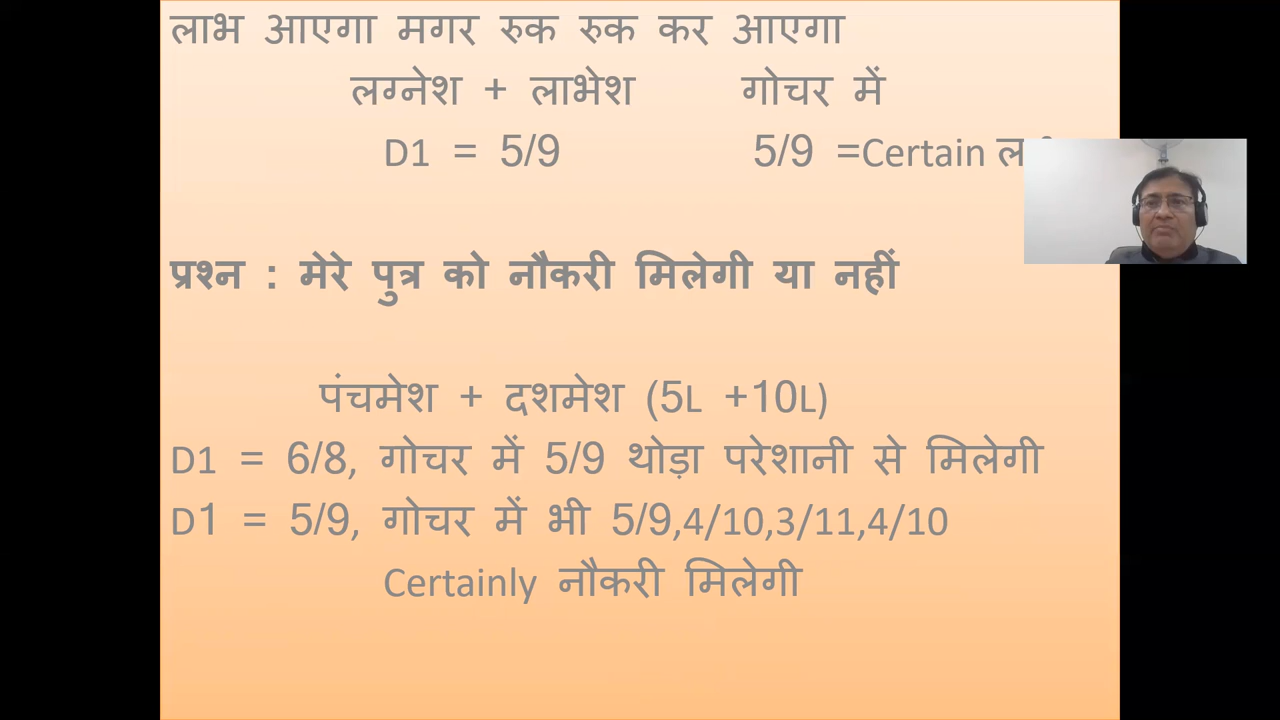 लाभ आएगा मगर रुक रुक कर आएगा
लग्नेश + लाभेश गोचर में
D1 = 5/9 5/9 =Certain
प्रश्न : मेरे पुत्र को नौकरी मिलेगी या नहीं
पंचमेश + दशमेश (5L +10L)
D1 = 6/8, गोचर में 5/9 थोड़ा परेशानी से मिलेगी
D1 = 5/9, गोचर में भी 5/9,4/10,3/11,4/10
Certainly नौकरी मिलेगी